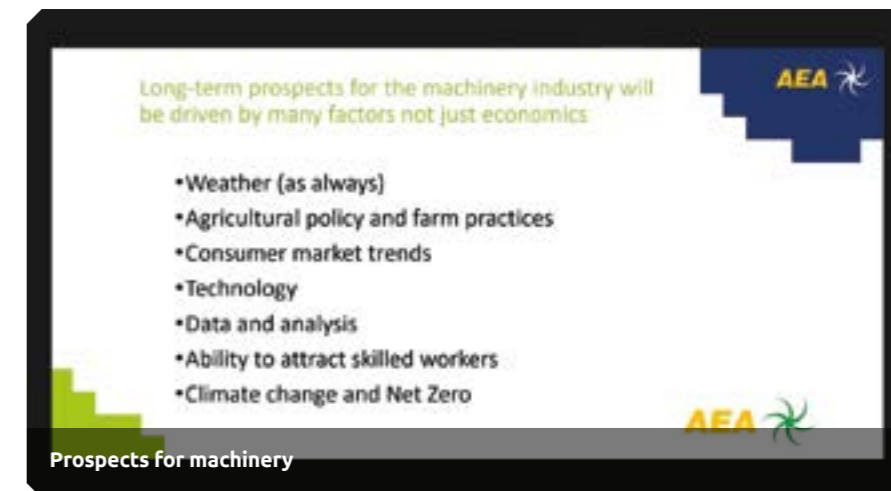 AEA
Long-term prospects for the machinery industry will
be driven by many factors not just economics
•Weather (as always)
•Agricultural policy and farm practices
•Consumer market trends
•Technology
•Data and analysis
•Ability to attract skilled workers
•Climate change and Net Zero
AEA
Prospects for machinery